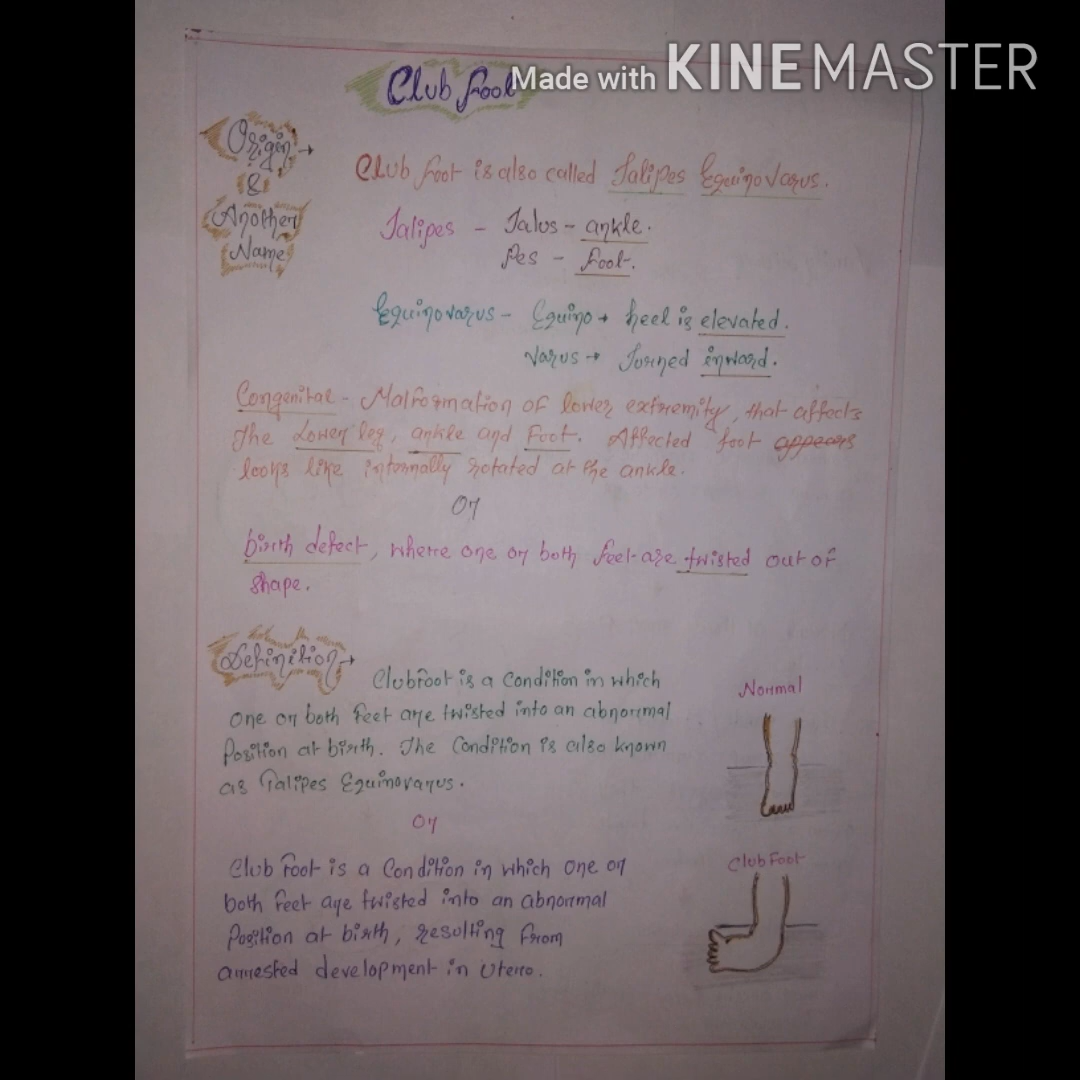 Club Foot
Made with KINEMASTER
Origin
&
Another
Name
Club Foot is also called Talipes Equinovarus.
Talipes - Talus - ankle.
Pes - Foot.
Equinovarus - Equino → heel is elevated.
Varus → Turned inward.
Congenital - Malformation of lower extremity, that affects
the Lower leg, ankle and Foot. Affected foot appears
looks like internally rotated at the ankle.
Or
birth defect, where one or both feet are twisted out of
shape.
Definition →
Clubfoot is a condition in which
one or both feet are twisted into an abnormal
Position at birth. The condition is also known
as Talipes Equinovarus.
Or
Club Foot is a Condition in which one or
both feet are twisted into an abnormal
Position at birth, resulting from
arrested development in Utero.
Normal
Club Foot